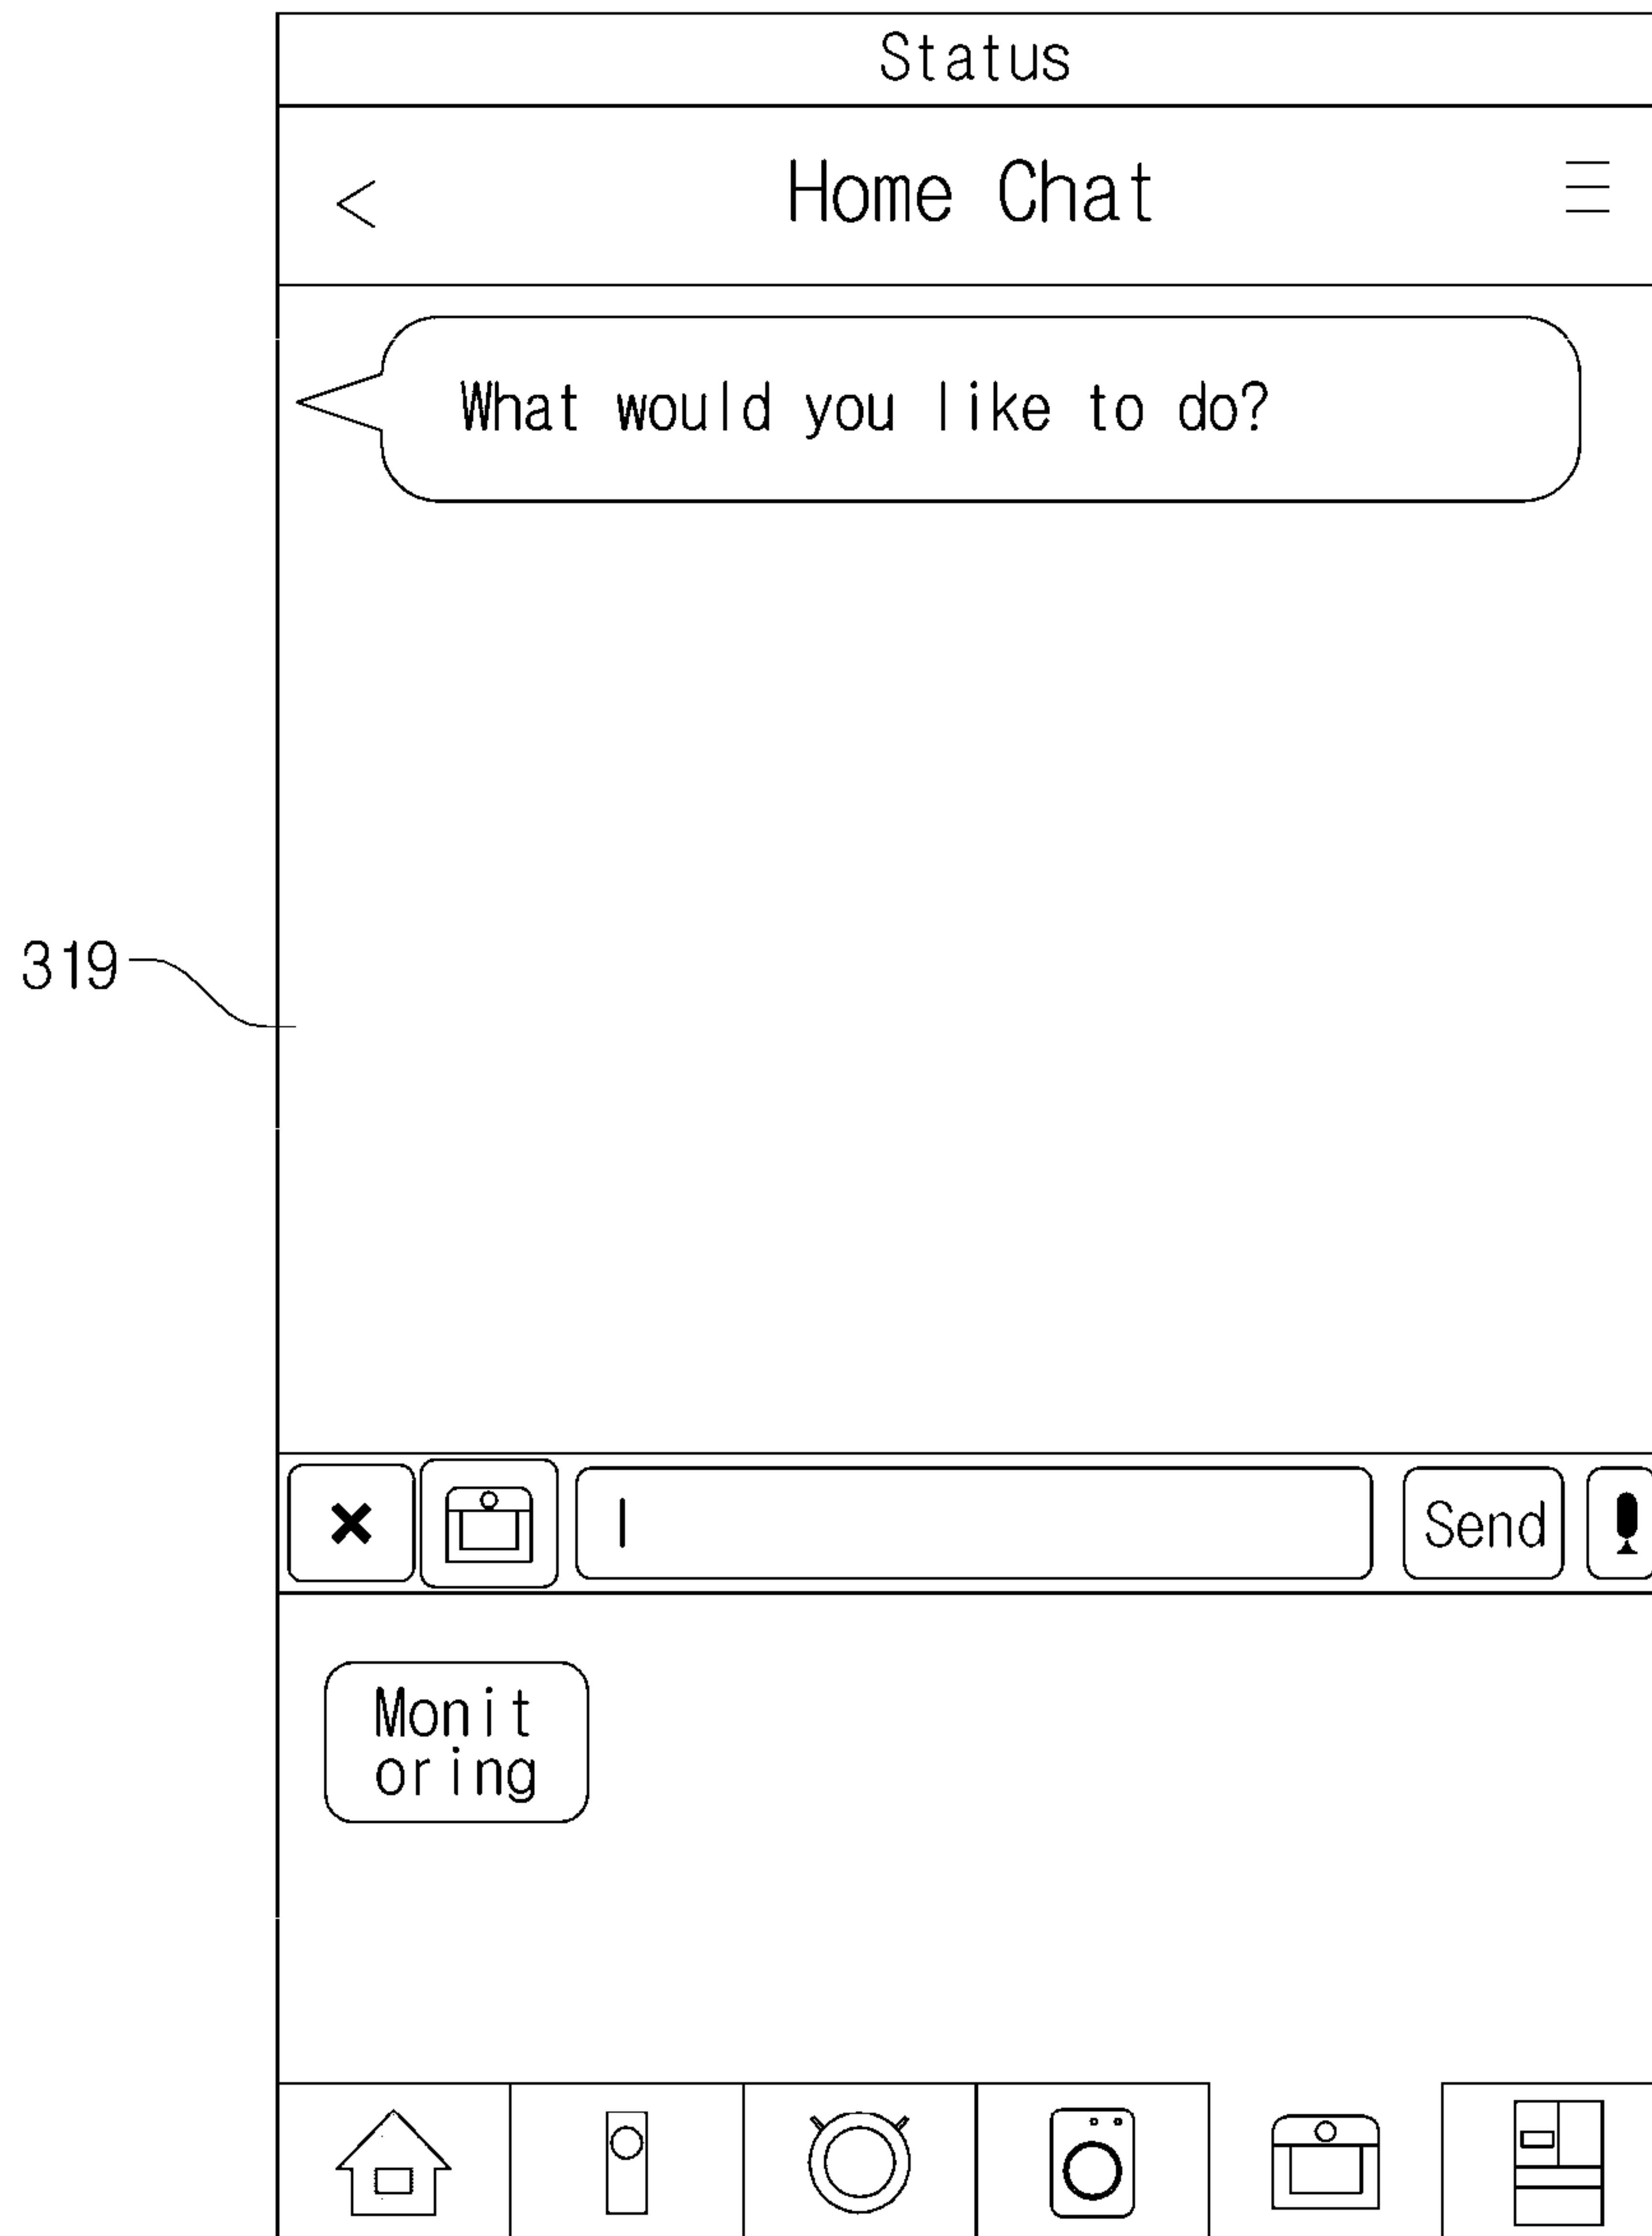 Status
< Home Chat
What would you like to do?
319
Send
Monit
oring